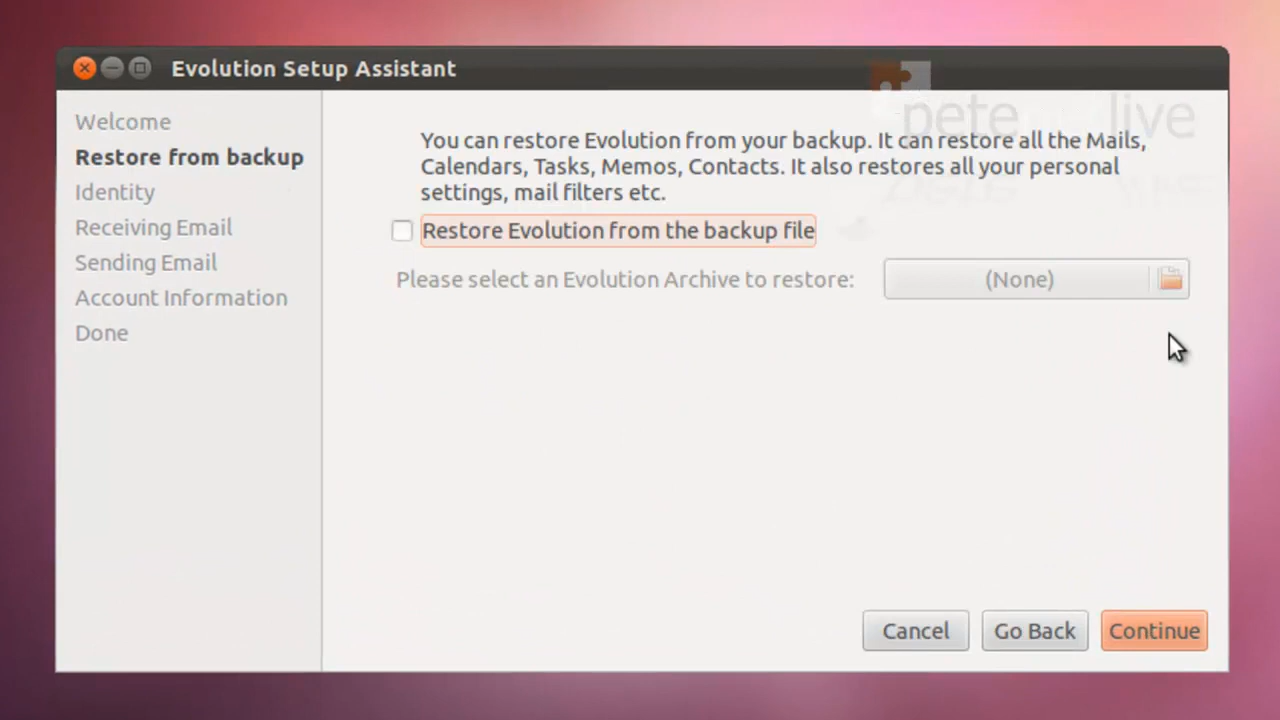 Evolution Setup Assistant
Welcome
Restore from backup
Identity
Receiving Email
Sending Email
Account Information
Done
You can restore Evolution from your backup. It can restore all the Mails,
Calendars, Tasks, Memos, Contacts. It also restores all your personal
settings, mail filters etc.
Restore Evolution from the backup file
Please select an Evolution Archive to restore:
(None)
Cancel
Go Back
Continue
pete live